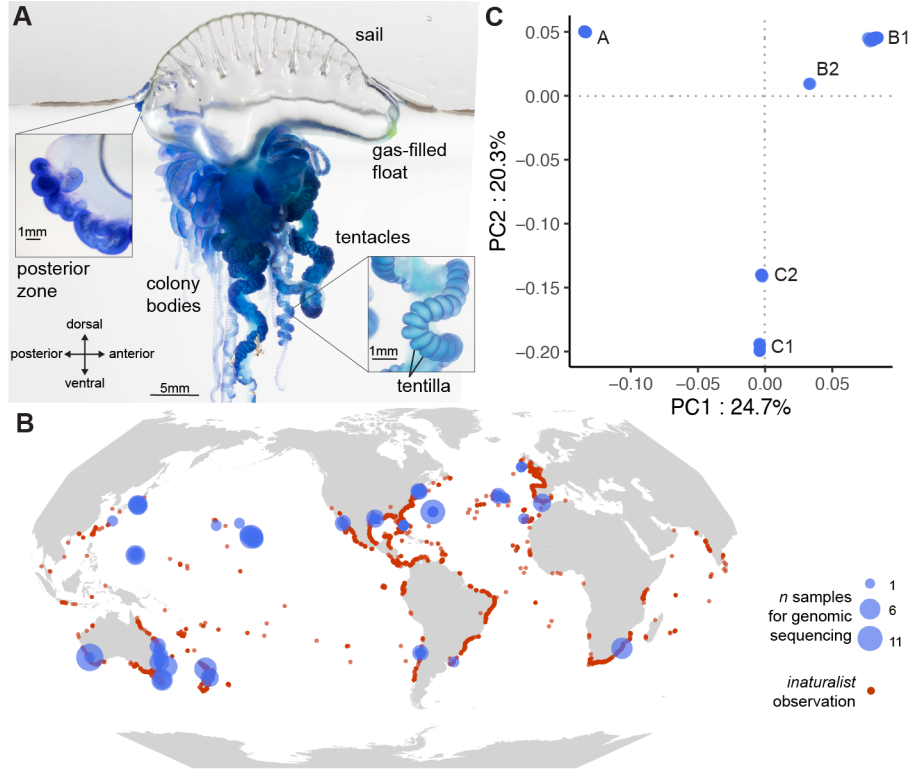 A
sail
gas-filled
float
1mm
posterior
zone
tentacles
colony
bodies
dorsal
posterior
anterior
ventral
5mm
1mm
tentilla
C
0.05
0.00
−0.05
−0.10
−0.15
−0.20
PC2 : 20.3%
A
B1
B2
C2
C1
−0.10
−0.05
0.00
0.05
PC1 : 24.7%
B
n samples
for genomic
sequencing
1
6
11
inaturalist
observation